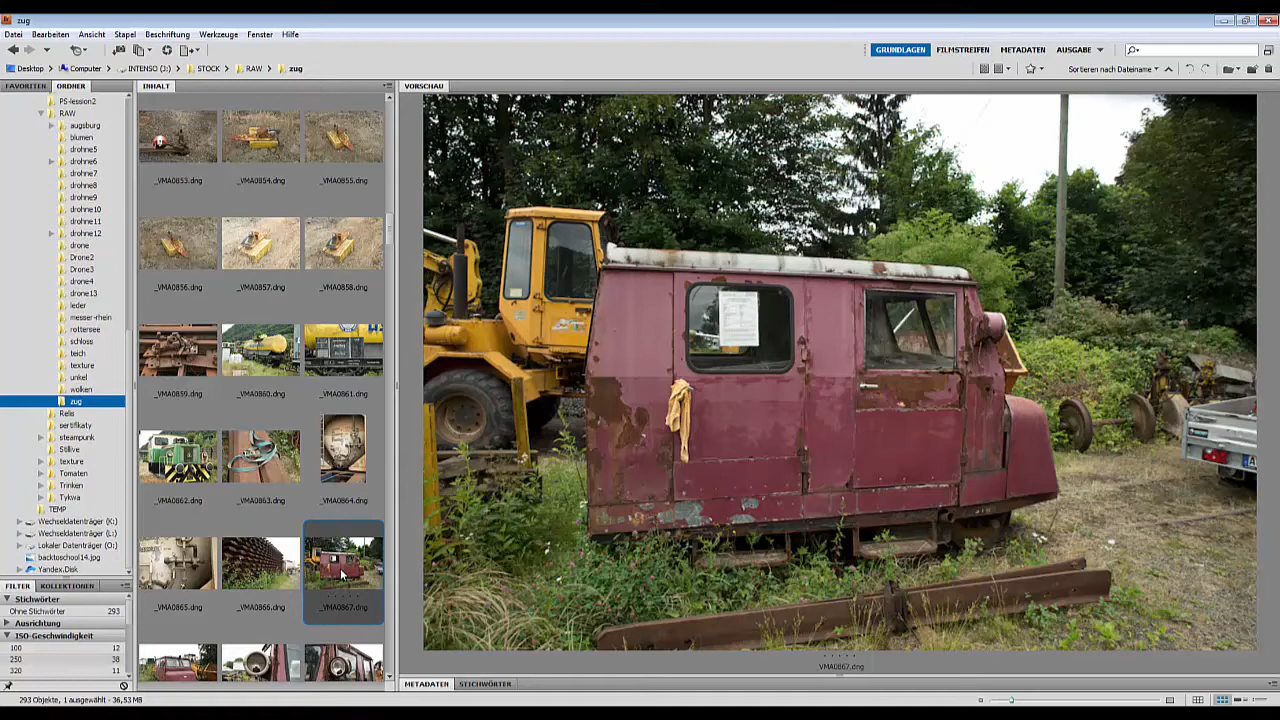 zug
Datei Bearbeiten Ansicht Stapel Beschriftung Werkzeuge Fenster Hilfe
GRUNDLAGEN FILMSTREIFEN METADATEN AUSGABE
Desktop Computer INTENSO (J:) STOCK RAW zug
Sortieren nach Dateiname
FAVORITEN ORDNER INHALT VORSCHAU
PS-lession2
RAW
augsburg
blumen
drohne5
drohne6
drohne7
drohne8
drohne9
drohne10
drohne11
drohne12
drone
Drone2
Drone3
drone4
drone13
leder
messer-rhein
rottersee
schloss
teich
texture
unkel
wolken
zug
Relis
sertifikaty
steampunk
Stillive
texture
Tomaten
Trinken
Tykwa
TEMP
Wechseldatenträger (K:)
Wechseldatenträger (L:)
Lokaler Datenträger (O:)
backtoschool14.jpg
Yandex.Disk
_VMA0853.dng _VMA0854.dng _VMA0855.dng
_VMA0856.dng _VMA0857.dng _VMA0858.dng
_VMA0859.dng _VMA0860.dng _VMA0861.dng
_VMA0862.dng _VMA0863.dng _VMA0864.dng
_VMA0865.dng _VMA0866.dng _VMA0867.dng
_VMA0867.dng
FILTER KOLLEKTIONEN
Stichwörter
Ohne Stichwörter 293
Ausrichtung
ISO-Geschwindigkeit
100 12
250 38
320 11
METADATEN STICHWÖRTER
293 Objekte, 1 ausgewählt - 36,53 MB